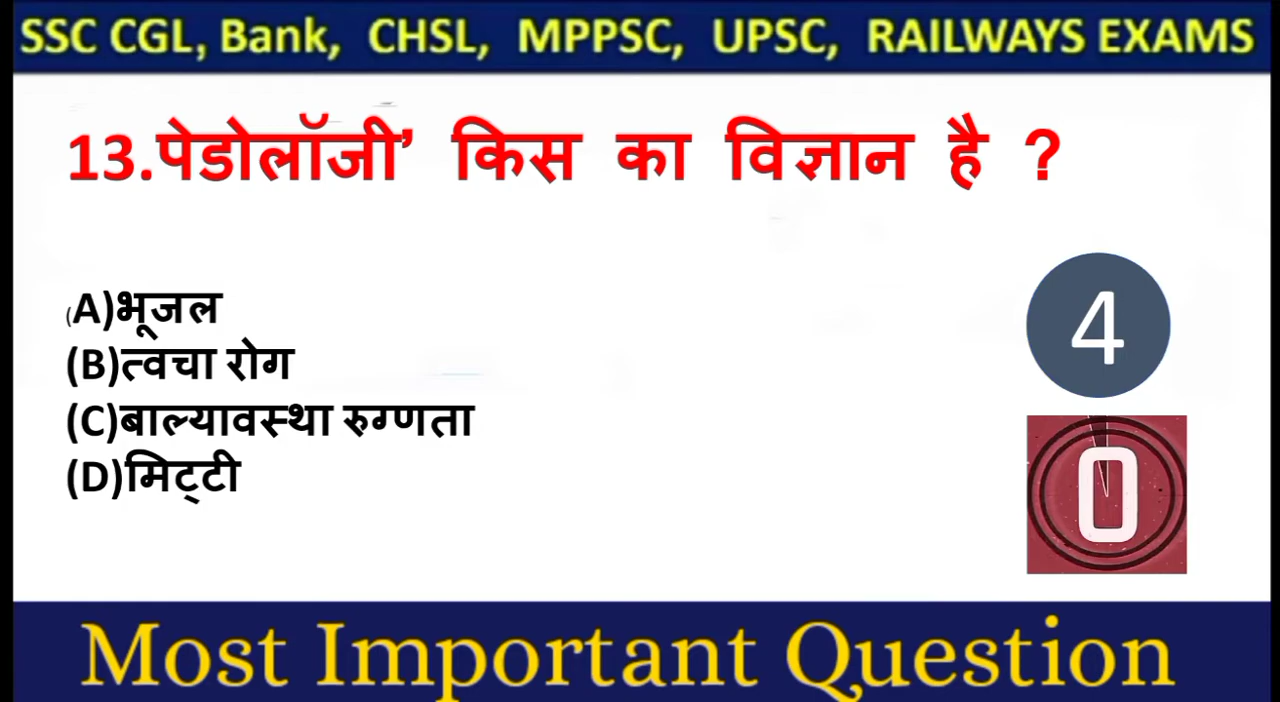 SSC CGL, Bank, CHSL, MPPSC, UPSC, RAILWAYS EXAMS
13.पेडोलॉजी’ किस का विज्ञान है ?
(A)भूजल
(B)त्वचा रोग
(C)बाल्यावस्था रुग्णता
(D)मिट्टी
4
0
Most Important Question